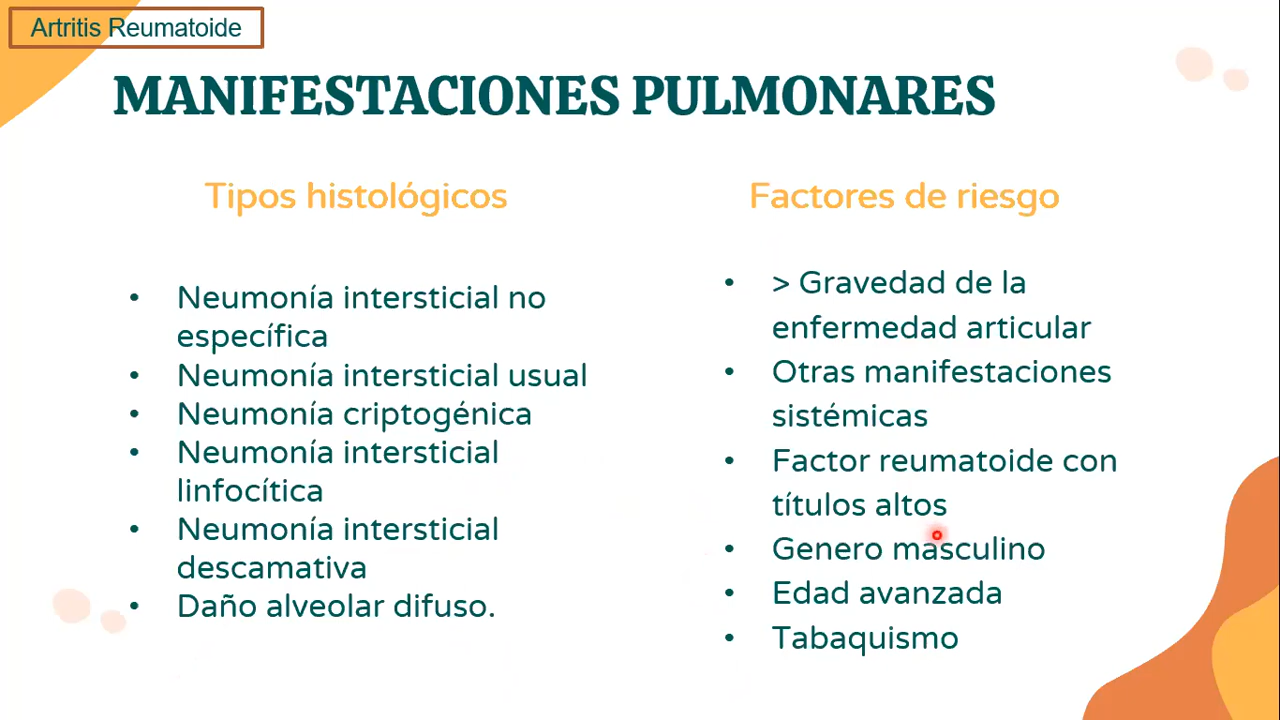 Artritis Reumatoide
MANIFESTACIONES PULMONARES
Tipos histológicos
• Neumonía intersticial no
específica
• Neumonía intersticial usual
• Neumonía criptogénica
• Neumonía intersticial
linfocítica
• Neumonía intersticial
descamativa
• Daño alveolar difuso.
Factores de riesgo
• > Gravedad de la
enfermedad articular
• Otras manifestaciones
sistémicas
• Factor reumatoide con
títulos altos
• Genero masculino
• Edad avanzada
• Tabaquismo